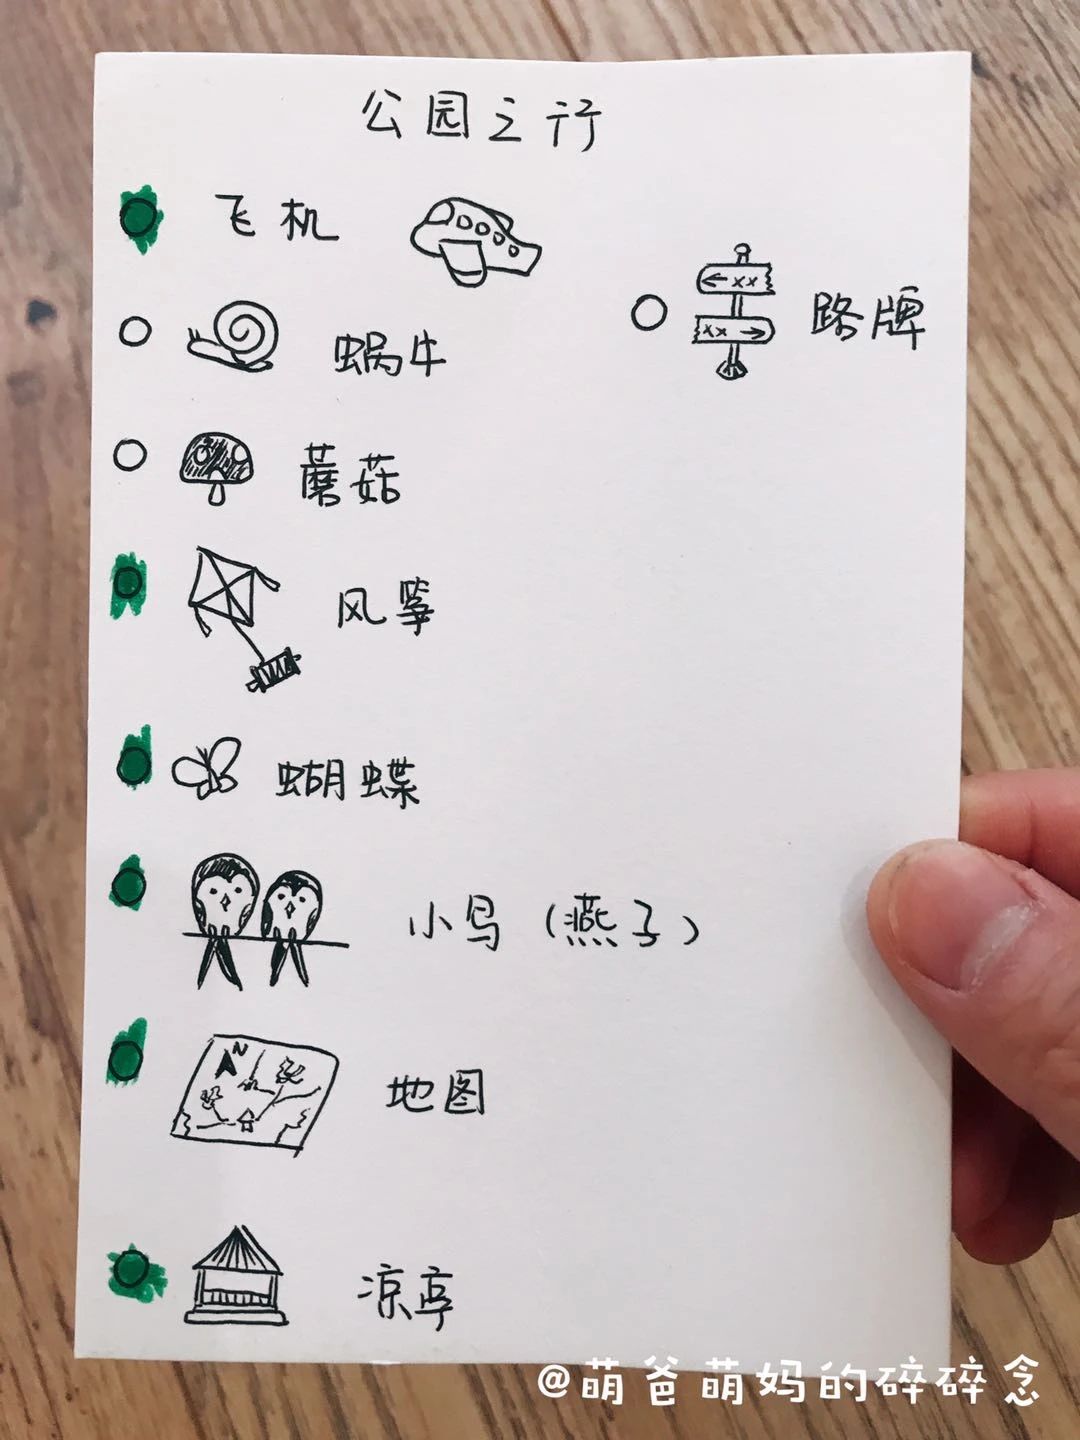 公园之行
飞机
蜗牛
蘑菇
风筝
蝴蝶
小鸟（燕子）
N
地图
凉亭
←xx
xx→
路牌
@萌爸萌妈的碎碎念